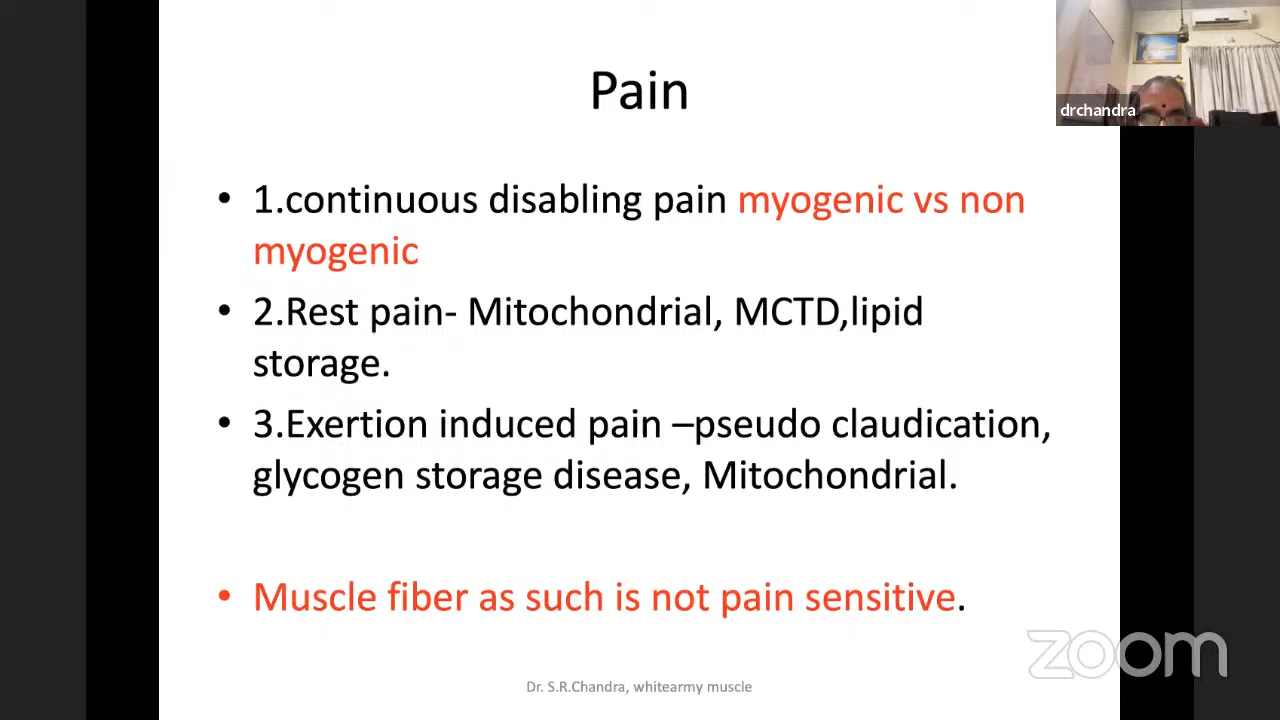 Pain
drchandra
• 1.continuous disabling pain myogenic vs non
myogenic
• 2.Rest pain- Mitochondrial, MCTD,lipid
storage.
• 3.Exertion induced pain –pseudo claudication,
glycogen storage disease, Mitochondrial.
• Muscle fiber as such is not pain sensitive.
zoom
Dr. S.R.Chandra, whitearmy muscle